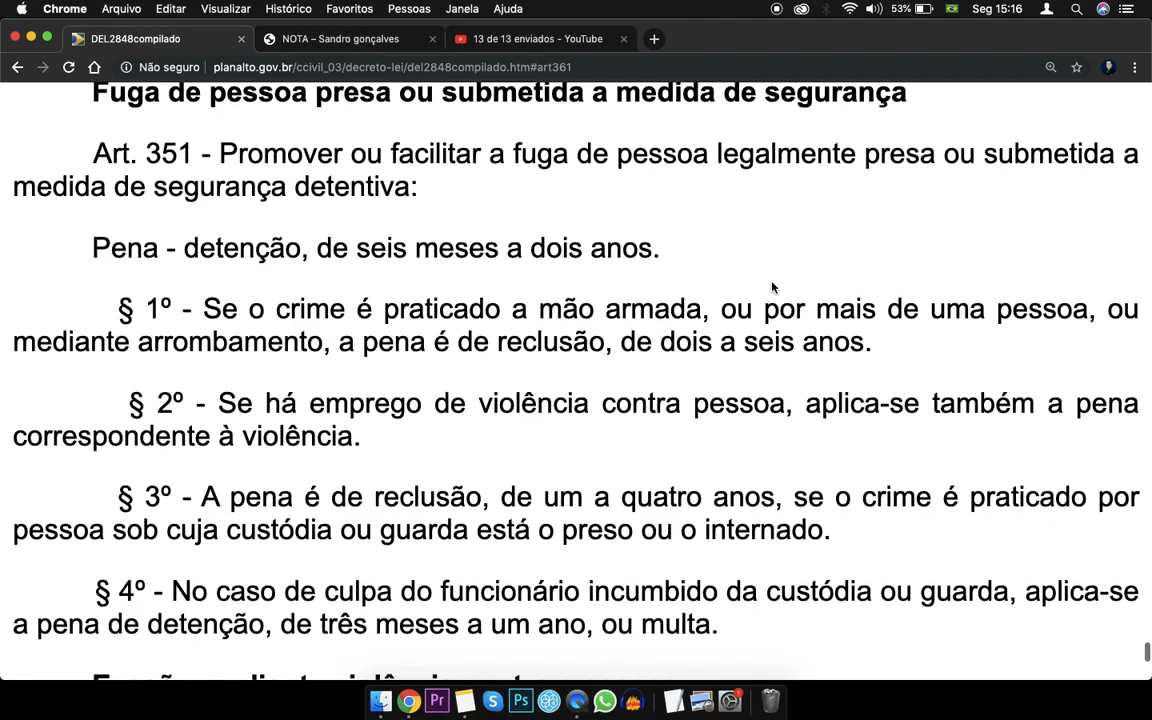 Chrome Arquivo Editar Visualizar Histórico Favoritos Pessoas Janela Ajuda 53% Seg 15:16
DEL2848compilado NOTA – Sandro gonçalves 13 de 13 enviados - YouTube
Não seguro planalto.gov.br/ccivil_03/decreto-lei/del2848compilado.htm#art361
Fuga de pessoa presa ou submetida a medida de segurança
Art. 351 - Promover ou facilitar a fuga de pessoa legalmente presa ou submetida a
medida de segurança detentiva:
Pena - detenção, de seis meses a dois anos.
§ 1º - Se o crime é praticado a mão armada, ou por mais de uma pessoa, ou
mediante arrombamento, a pena é de reclusão, de dois a seis anos.
§ 2º - Se há emprego de violência contra pessoa, aplica-se também a pena
correspondente à violência.
§ 3º - A pena é de reclusão, de um a quatro anos, se o crime é praticado por
pessoa sob cuja custódia ou guarda está o preso ou o internado.
§ 4º - No caso de culpa do funcionário incumbido da custódia ou guarda, aplica-se
a pena de detenção, de três meses a um ano, ou multa.
Pr Ps 1